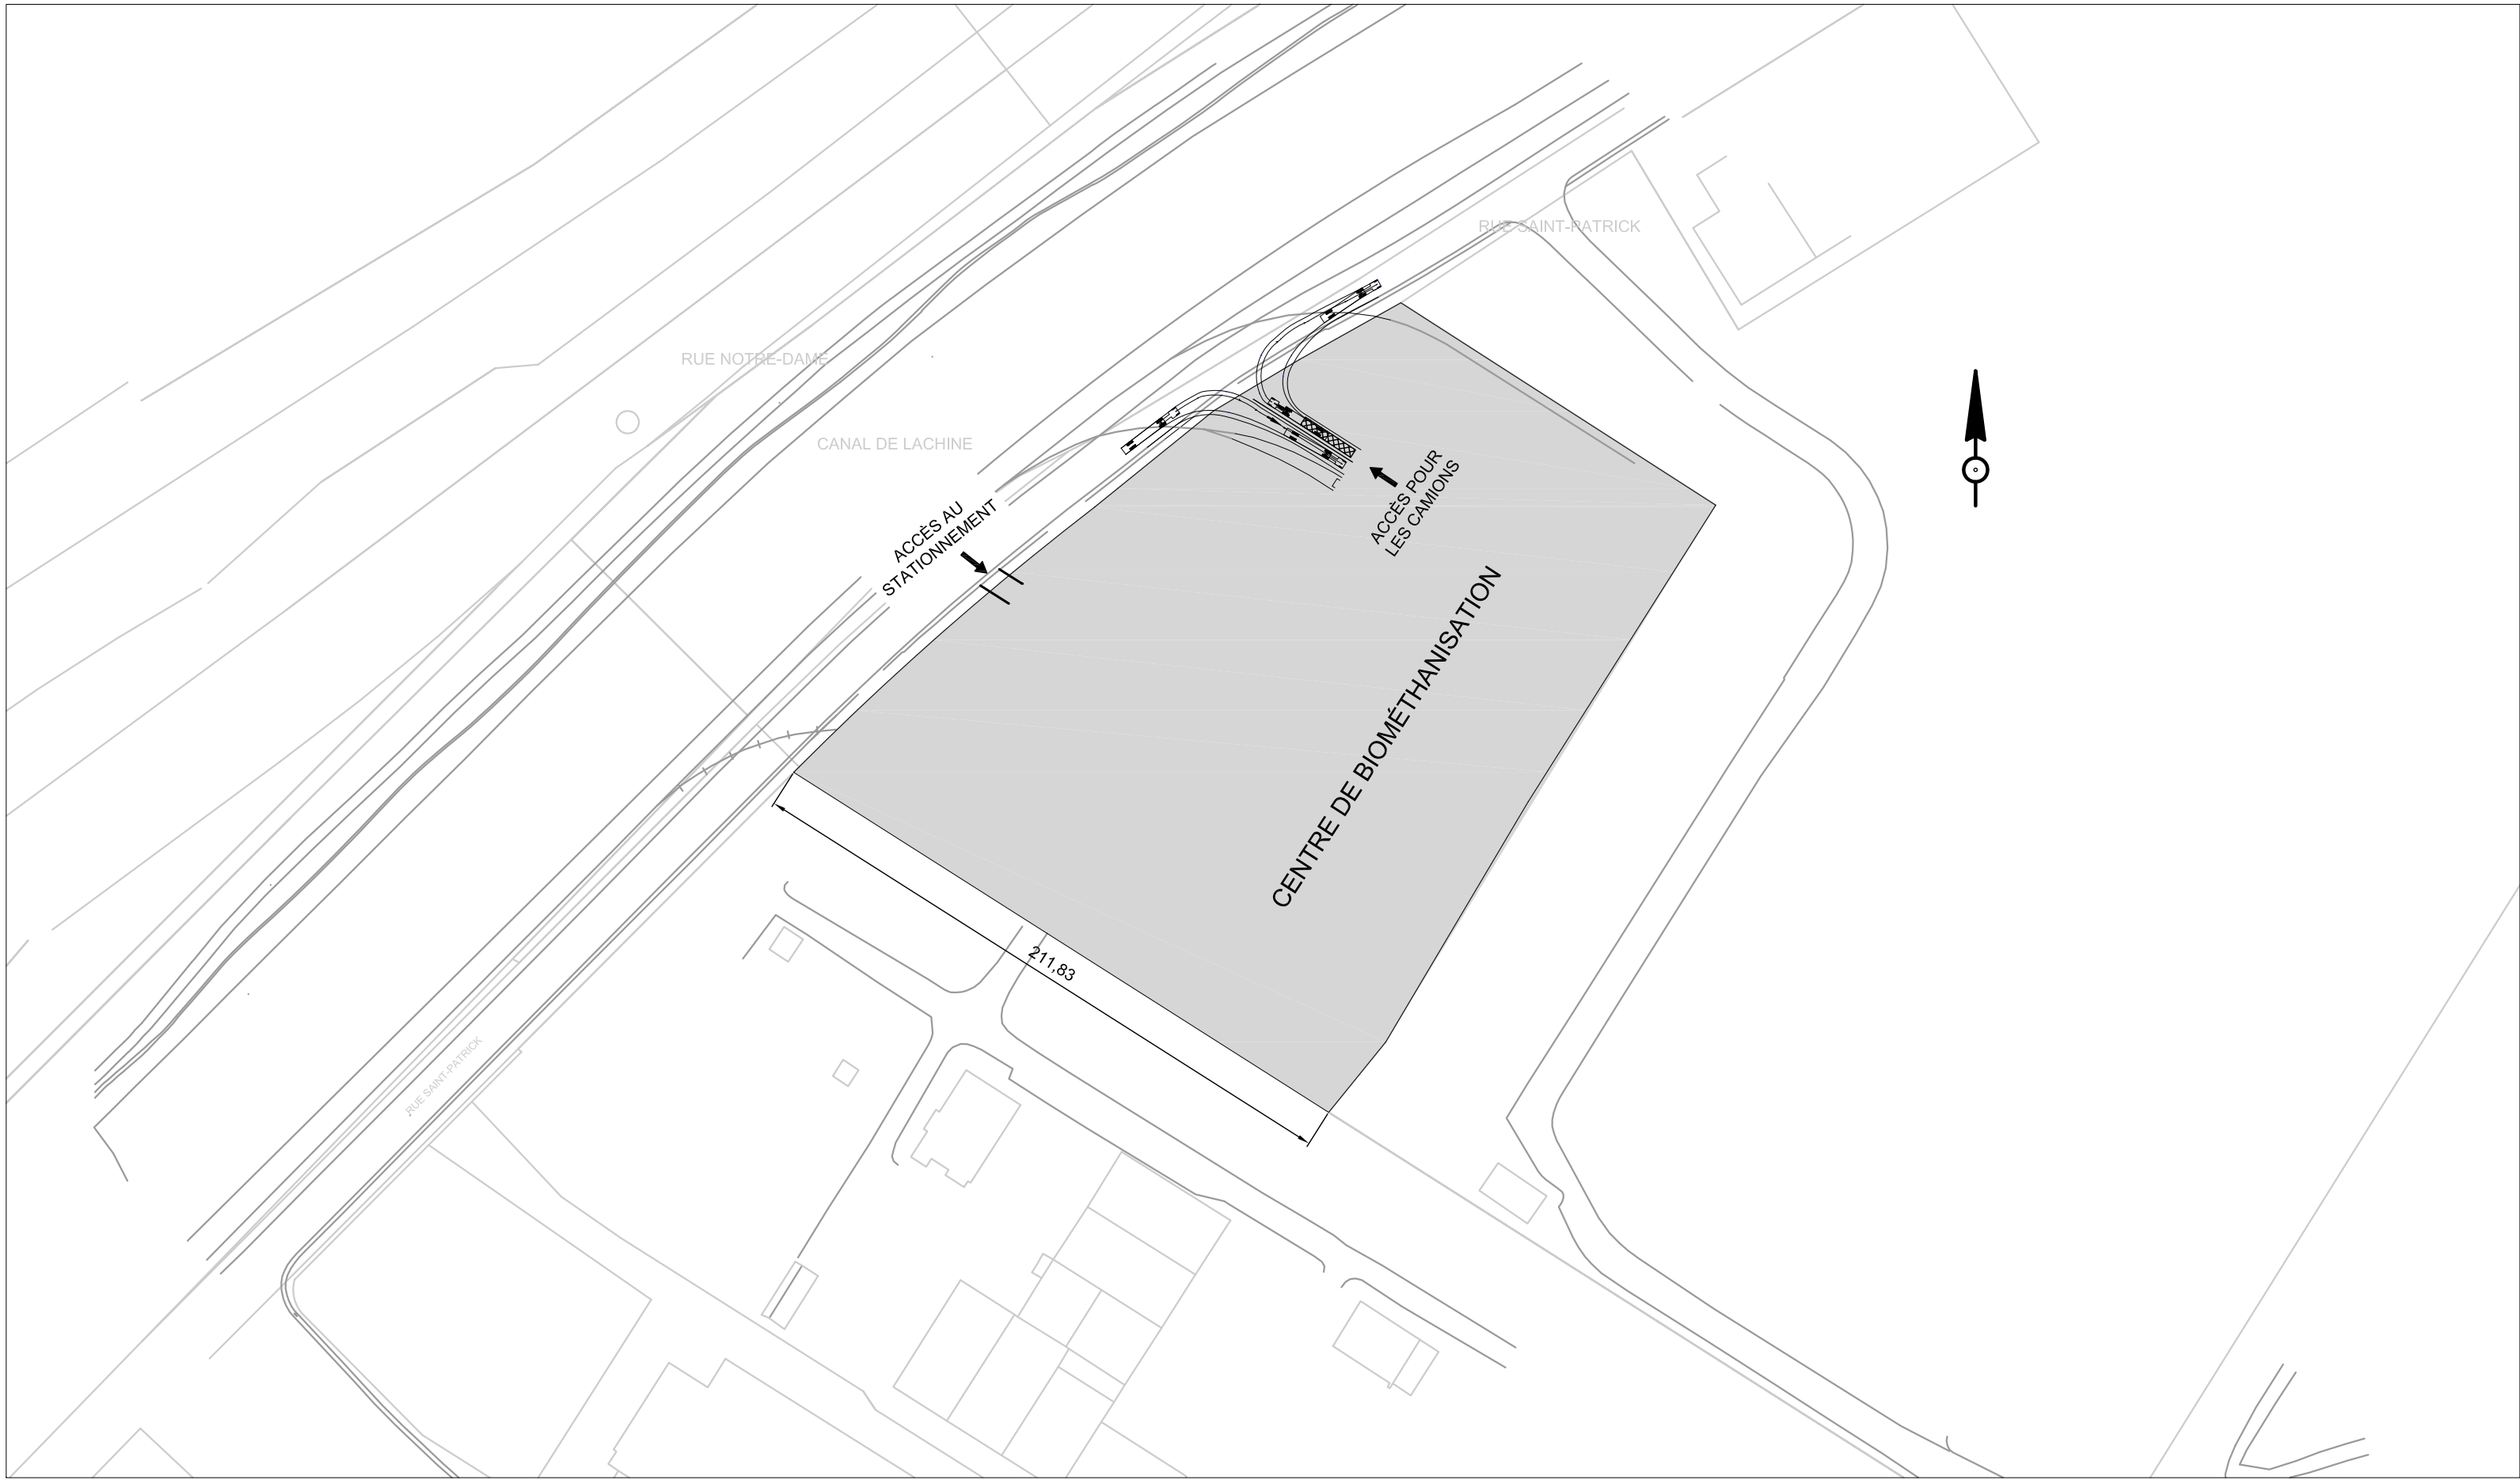 RUE SAINT-PATRICK
RUE NOTRE-DAME
CANAL DE LACHINE
ACCÈS AU
STATIONNEMENT
ACCÈS POUR
LES CAMIONS
CENTRE DE BIOMÉTHANISATION
211,83
RUE SAINT-PATRICK